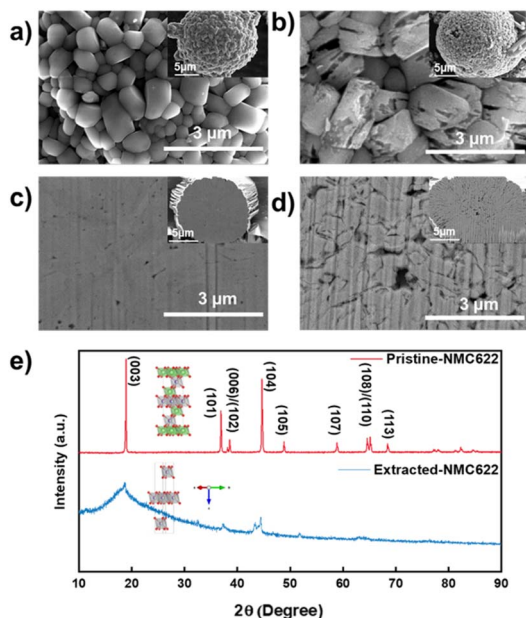 a)
5µm
3 µm
b)
5µm
3 µm
c)
5µm
3 µm
d)
5µm
3 µm
e)
Intensity (a.u.)
(003)
(101)
(006)/(102)
(104)
(105)
(107)
(108)/(110)
(113)
Pristine-NMC622
Extracted-NMC622
10 20 30 40 50 60 70 80 90
2θ (Degree)